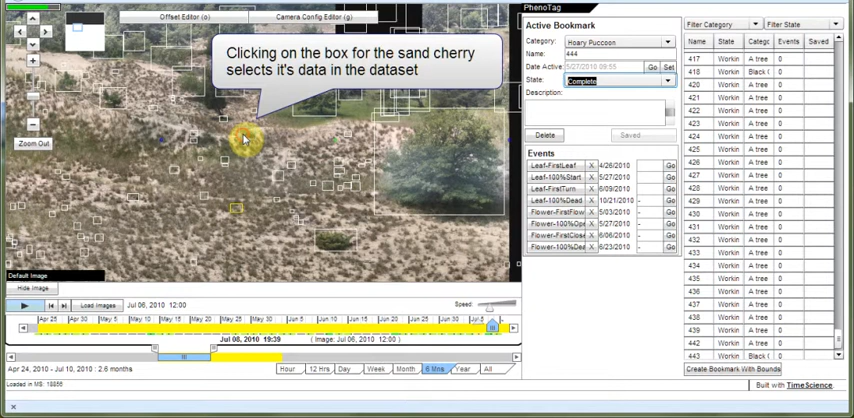 PhenoTag
Offset Editor (o)
Camera Config Editor (g)
Clicking on the box for the sand cherry
selects it's data in the dataset
Zoom Out
Default Image
Hide Image
Load Images
Jul 06, 2010 12:00
Speed:
Apr 25
Apr 30
May 5
May 10
May 15
May 20
May 25
May 31
Jun 5
Jun 10
Jun 15
Jun 20
Jun 25
Jun 30
Jul 08, 2010 19:39
( Image: Jul 06, 2010 12:00 )
Apr 24, 2010 - Jul 10, 2010 : 2.6 months
Hour
12 Hrs
Day
Week
Month
6 Mns
Year
All
Loaded in MS: 18856
Active Bookmark
Category:
Hoary Puccoon
Name:
444
Date Active:
5/27/2010 09:55
Go
Set
State:
Complete
Description:
Delete
Saved
Events
Leaf-FirstLeaf X 4/26/2010 Go
Leaf-100%Start X 5/27/2010 - Go
Leaf-FirstTurn X 6/09/2010 Go
Leaf-100%Dead X 10/21/2010 - Go
Flower-FirstFlow X 5/03/2010 - Go
Flower-100%Ope X 5/27/2010 - Go
Flower-FirstClose X 6/06/2010 - Go
Flower-100%Dea X 6/23/2010 - Go
Filter Category
Filter State
Name State Categ Events Saved
417 Workin A tree 0
418 Workin Black ( 0
420 Workin A tree 0
421 Workin A tree 0
422 Workin A tree 0
423 Workin A tree 0
424 Workin A tree 0
425 Workin A tree 0
426 Workin A tree 0
427 Workin A tree 0
428 Workin A tree 0
429 Workin A tree 0
430 Workin A tree 0
431 Workin A tree 0
432 Workin A tree 0
433 Workin A tree 0
434 Workin A tree 0
435 Workin A tree 0
436 Workin A tree 0
437 Workin A tree 0
438 Workin A tree 0
439 Workin A tree 0
442 Workin A tree 0
443 Workin Black ( 0
Create Bookmark With Bounds
Built with TimeScience.